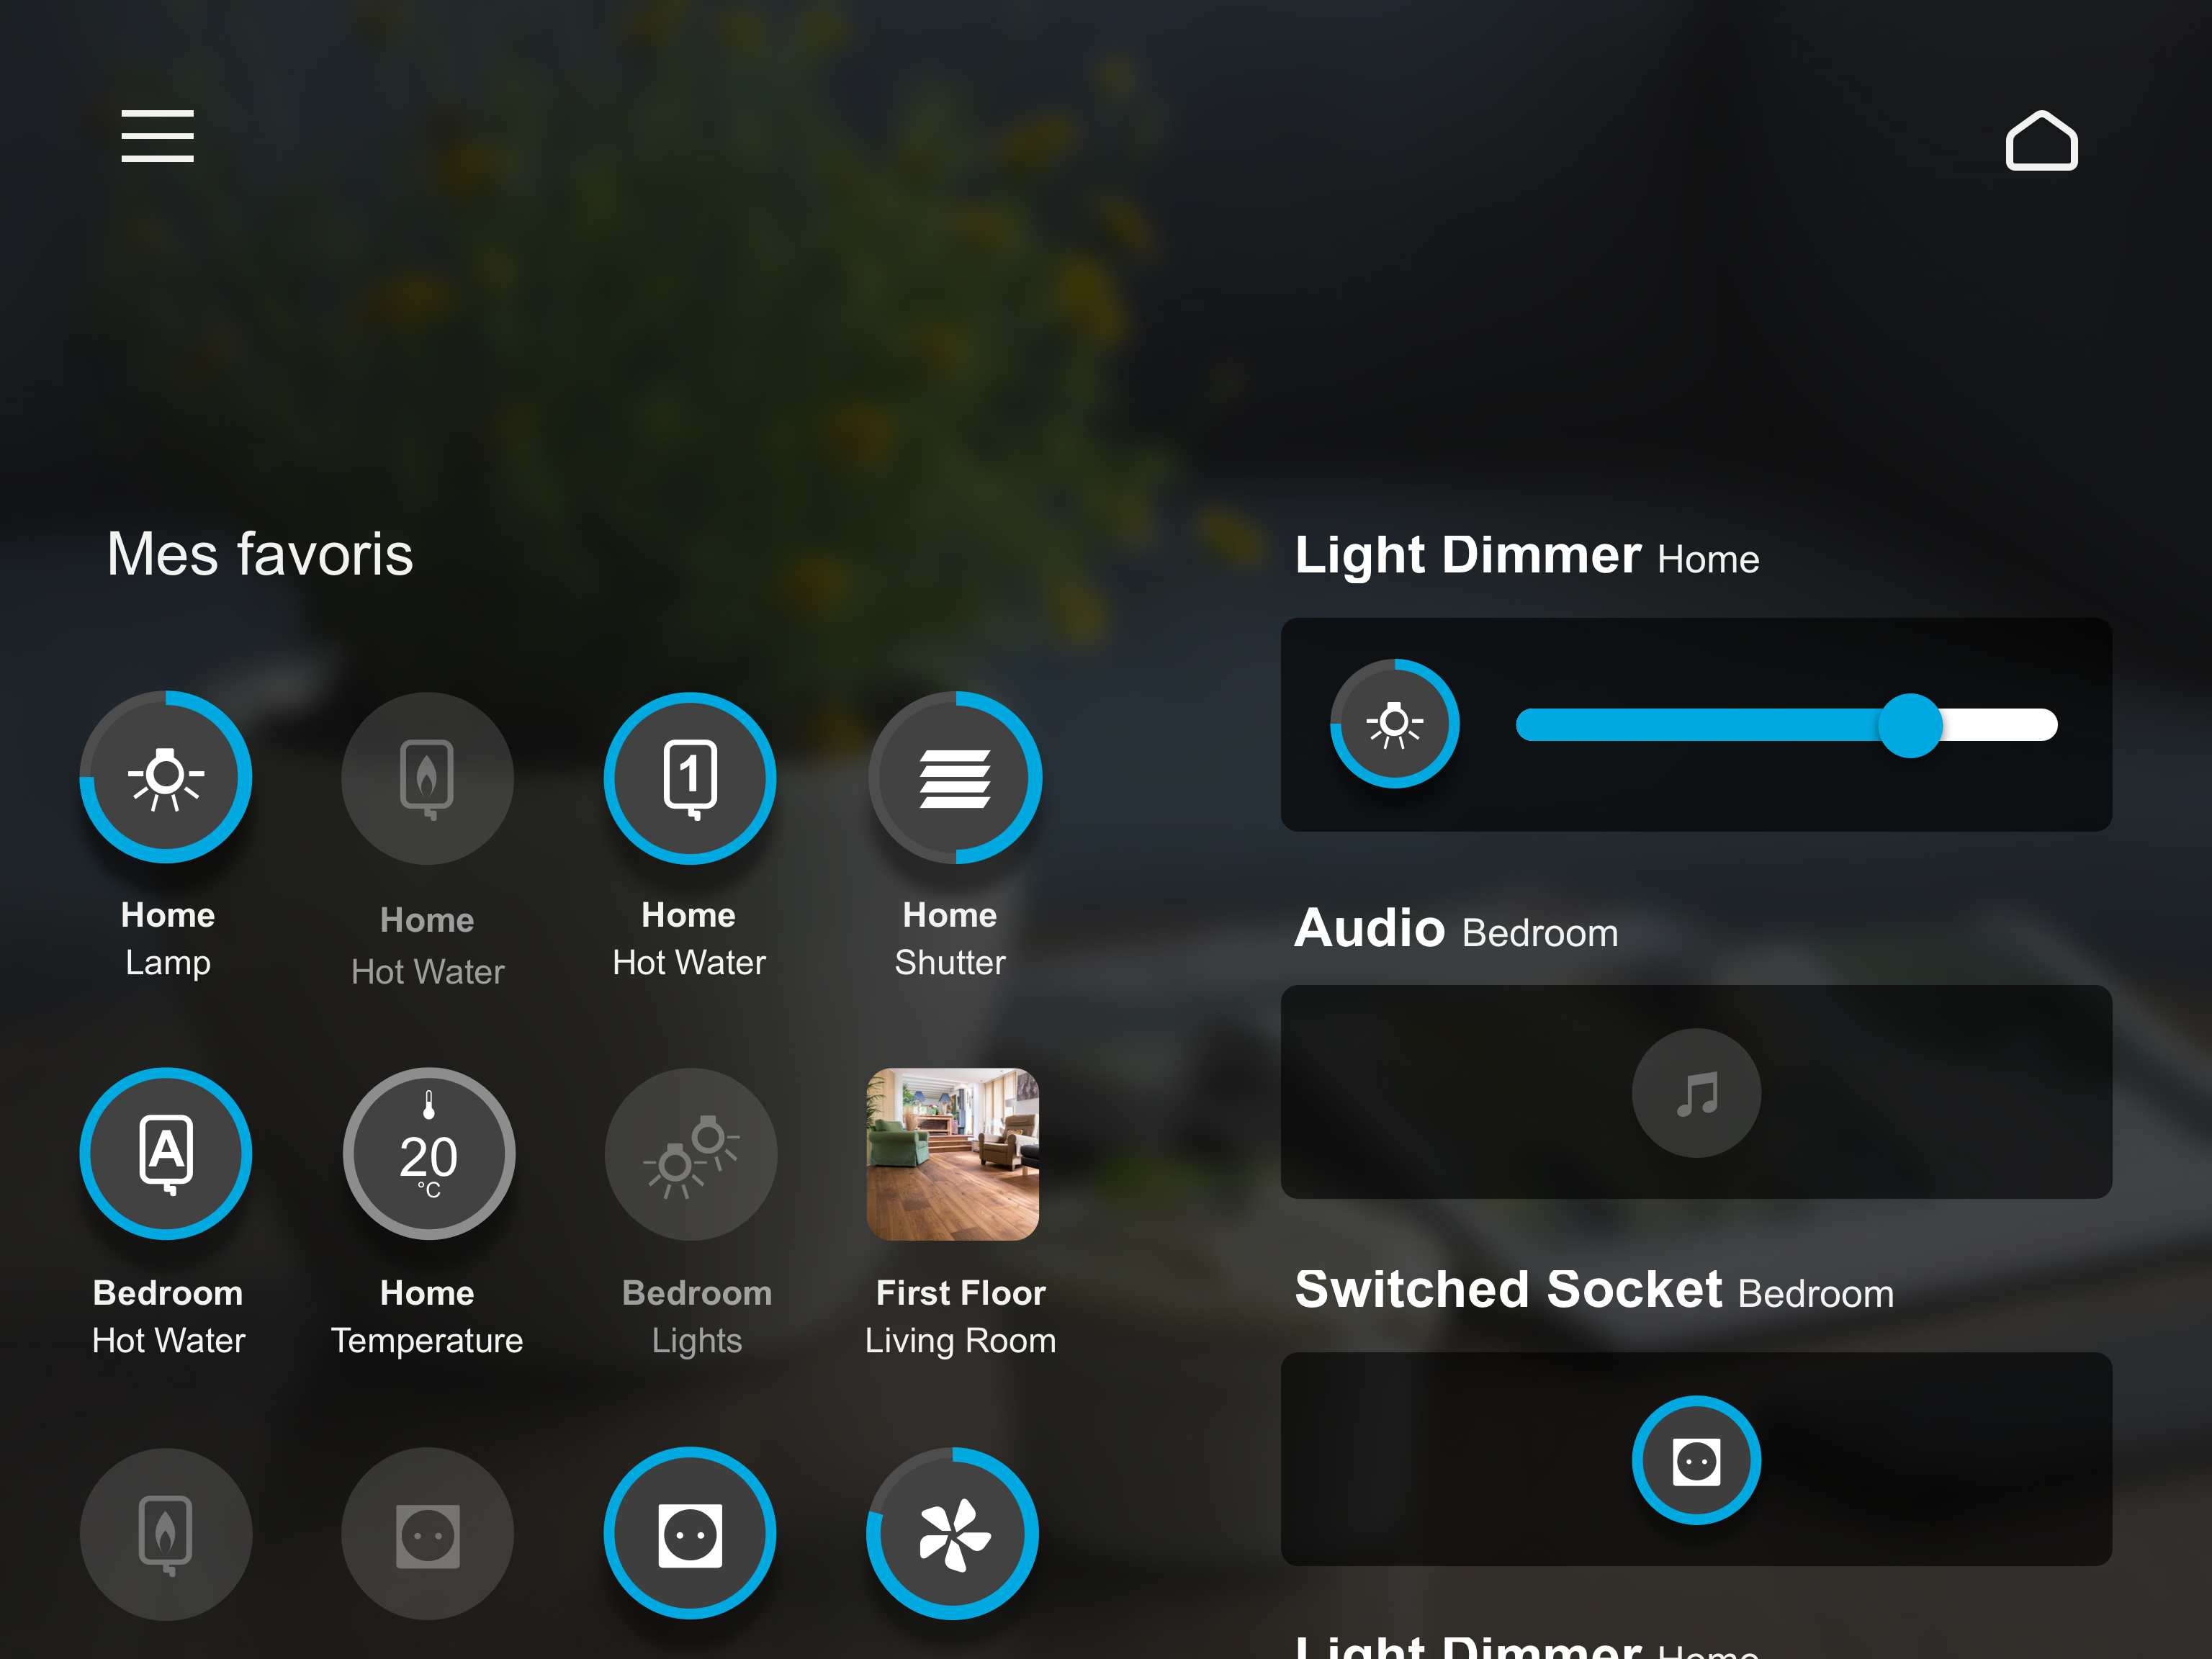 Mes favoris
Home
Lamp
Home
Hot Water
1
Home
Hot Water
Home
Shutter
A
Bedroom
Hot Water
20
°C
Home
Temperature
Bedroom
Lights
First Floor
Living Room
Light Dimmer Home
Audio Bedroom
Switched Socket Bedroom
Light Dimmer Home